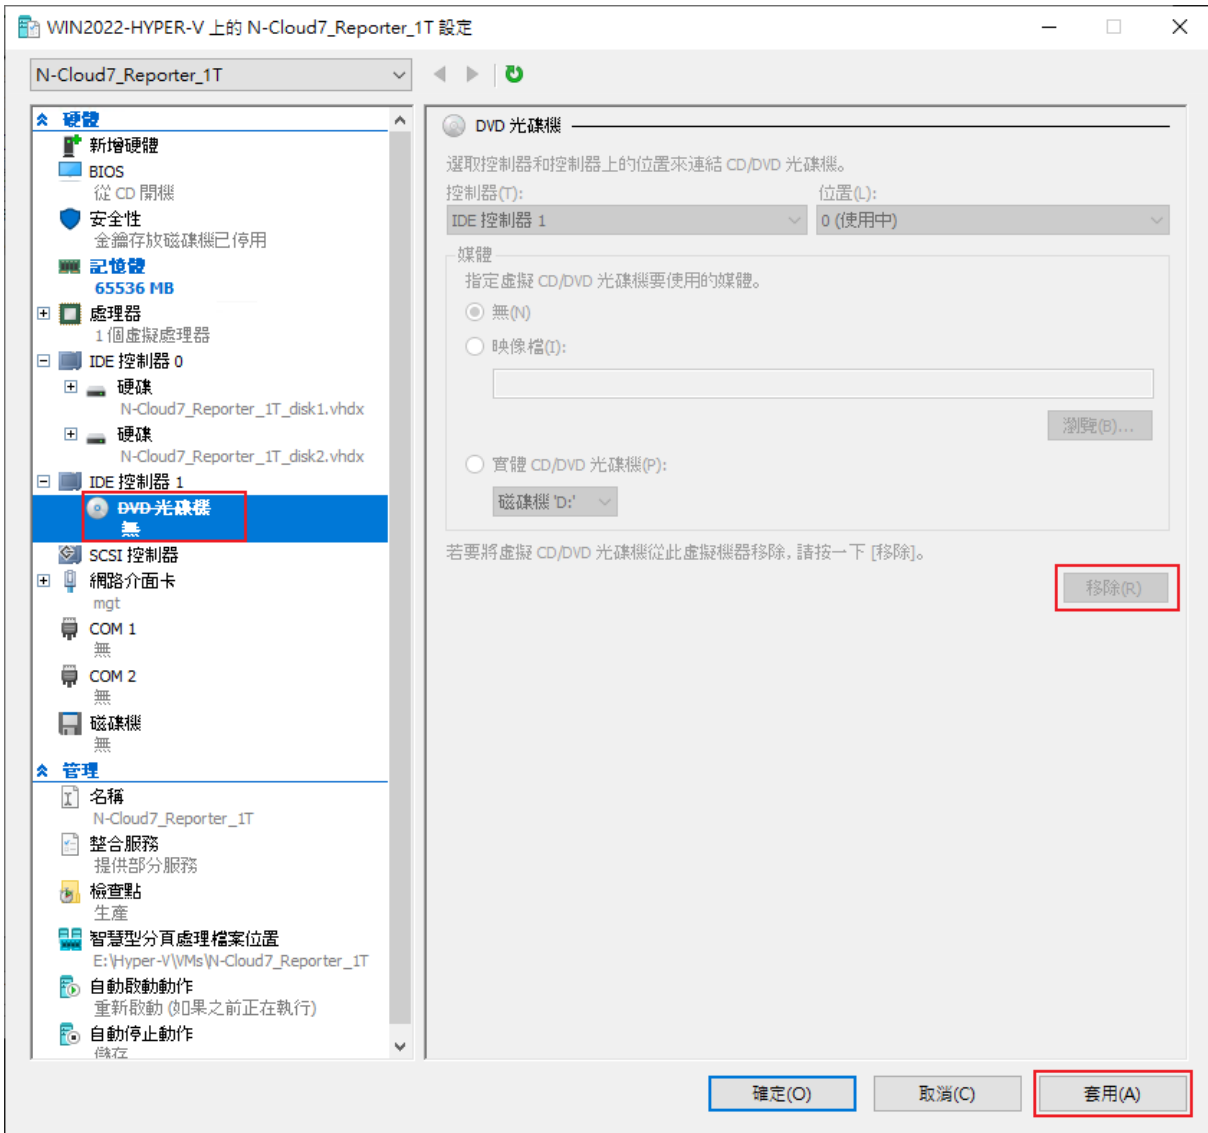 WIN2022-HYPER-V 上的 N-Cloud7_Reporter_1T 設定
N-Cloud7_Reporter_1T
硬體
新增硬體
BIOS
從 CD 開機
安全性
金鑰存放磁碟機已停用
記憶體
65536 MB
處理器
1 個虛擬處理器
IDE 控制器 0
硬碟
N-Cloud7_Reporter_1T_disk1.vhdx
硬碟
N-Cloud7_Reporter_1T_disk2.vhdx
IDE 控制器 1
DVD 光碟機
無
SCSI 控制器
網路介面卡
mgt
COM 1
無
COM 2
無
磁碟機
無
管理
名稱
N-Cloud7_Reporter_1T
整合服務
提供部分服務
檢查點
生產
智慧型分頁處理檔案位置
E:\Hyper-V\VMs\N-Cloud7_Reporter_1T
自動啟動動作
重新啟動 (如果之前正在執行)
自動停止動作
儲存
DVD 光碟機
選取控制器和控制器上的位置來連結 CD/DVD 光碟機。
控制器(T):
位置(L):
IDE 控制器 1
0 (使用中)
媒體
指定虛擬 CD/DVD 光碟機要使用的媒體。
無(N)
映像檔(I):
瀏覽(B)...
實體 CD/DVD 光碟機(P):
磁碟機 'D:'
若要將虛擬 CD/DVD 光碟機從此虛擬機器移除, 請按一下 [移除]。
移除(R)
確定(O)
取消(C)
套用(A)